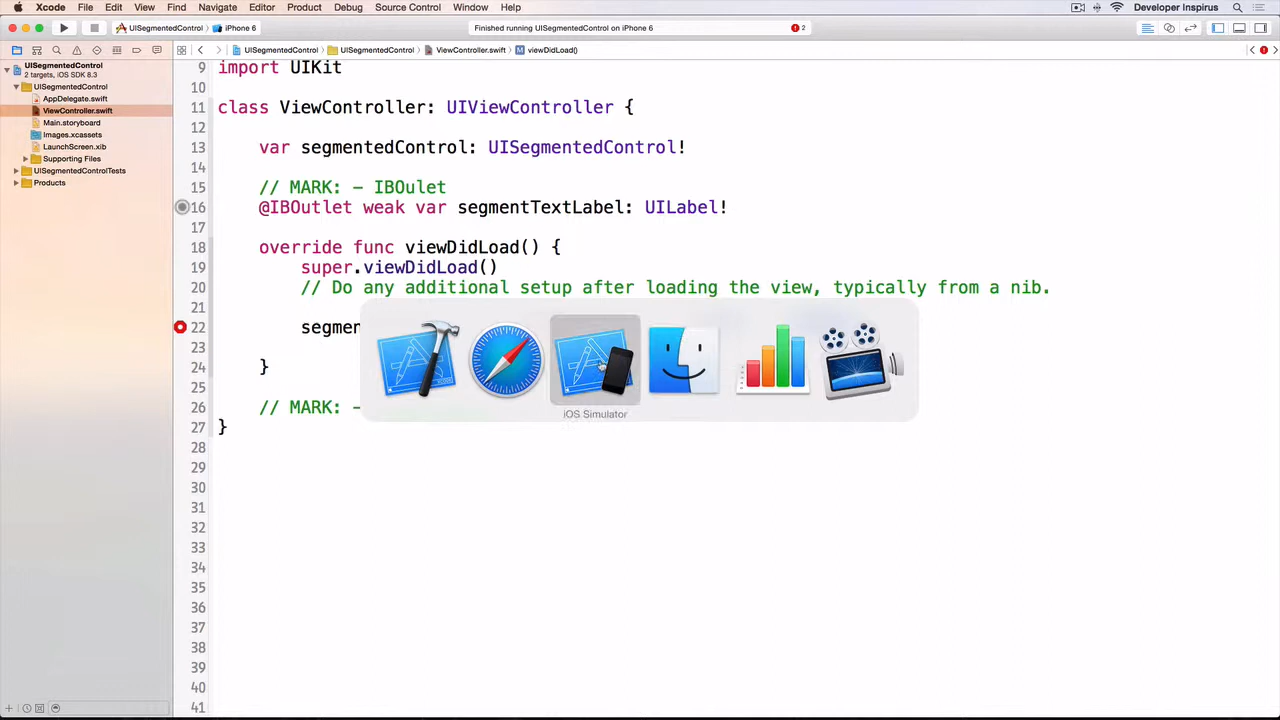 Xcode File Edit View Find Navigate Editor Product Debug Source Control Window Help Developer Inspirus
UISegmentedControl iPhone 6 Finished running UISegmentedControl on iPhone 6 2
UISegmentedControl UISegmentedControl ViewController.swift M viewDidLoad()
UISegmentedControl
2 targets, iOS SDK 8.3
UISegmentedControl
AppDelegate.swift
ViewController.swift
Main.storyboard
Images.xcassets
LaunchScreen.xib
Supporting Files
UISegmentedControlTests
Products
9 import UIKit
10
11 class ViewController: UIViewController {
12
13 var segmentedControl: UISegmentedControl!
14
15 // MARK: - IBOulet
16 @IBOutlet weak var segmentTextLabel: UILabel!
17
18 override func viewDidLoad() {
19 super.viewDidLoad()
20 // Do any additional setup after loading the view, typically from a nib.
21
22 segmen
23
24 }
25
26 // MARK: -
27 }
28
29
30
31
32
33
34
35
36
37
38
39
40
41
iOS Simulator